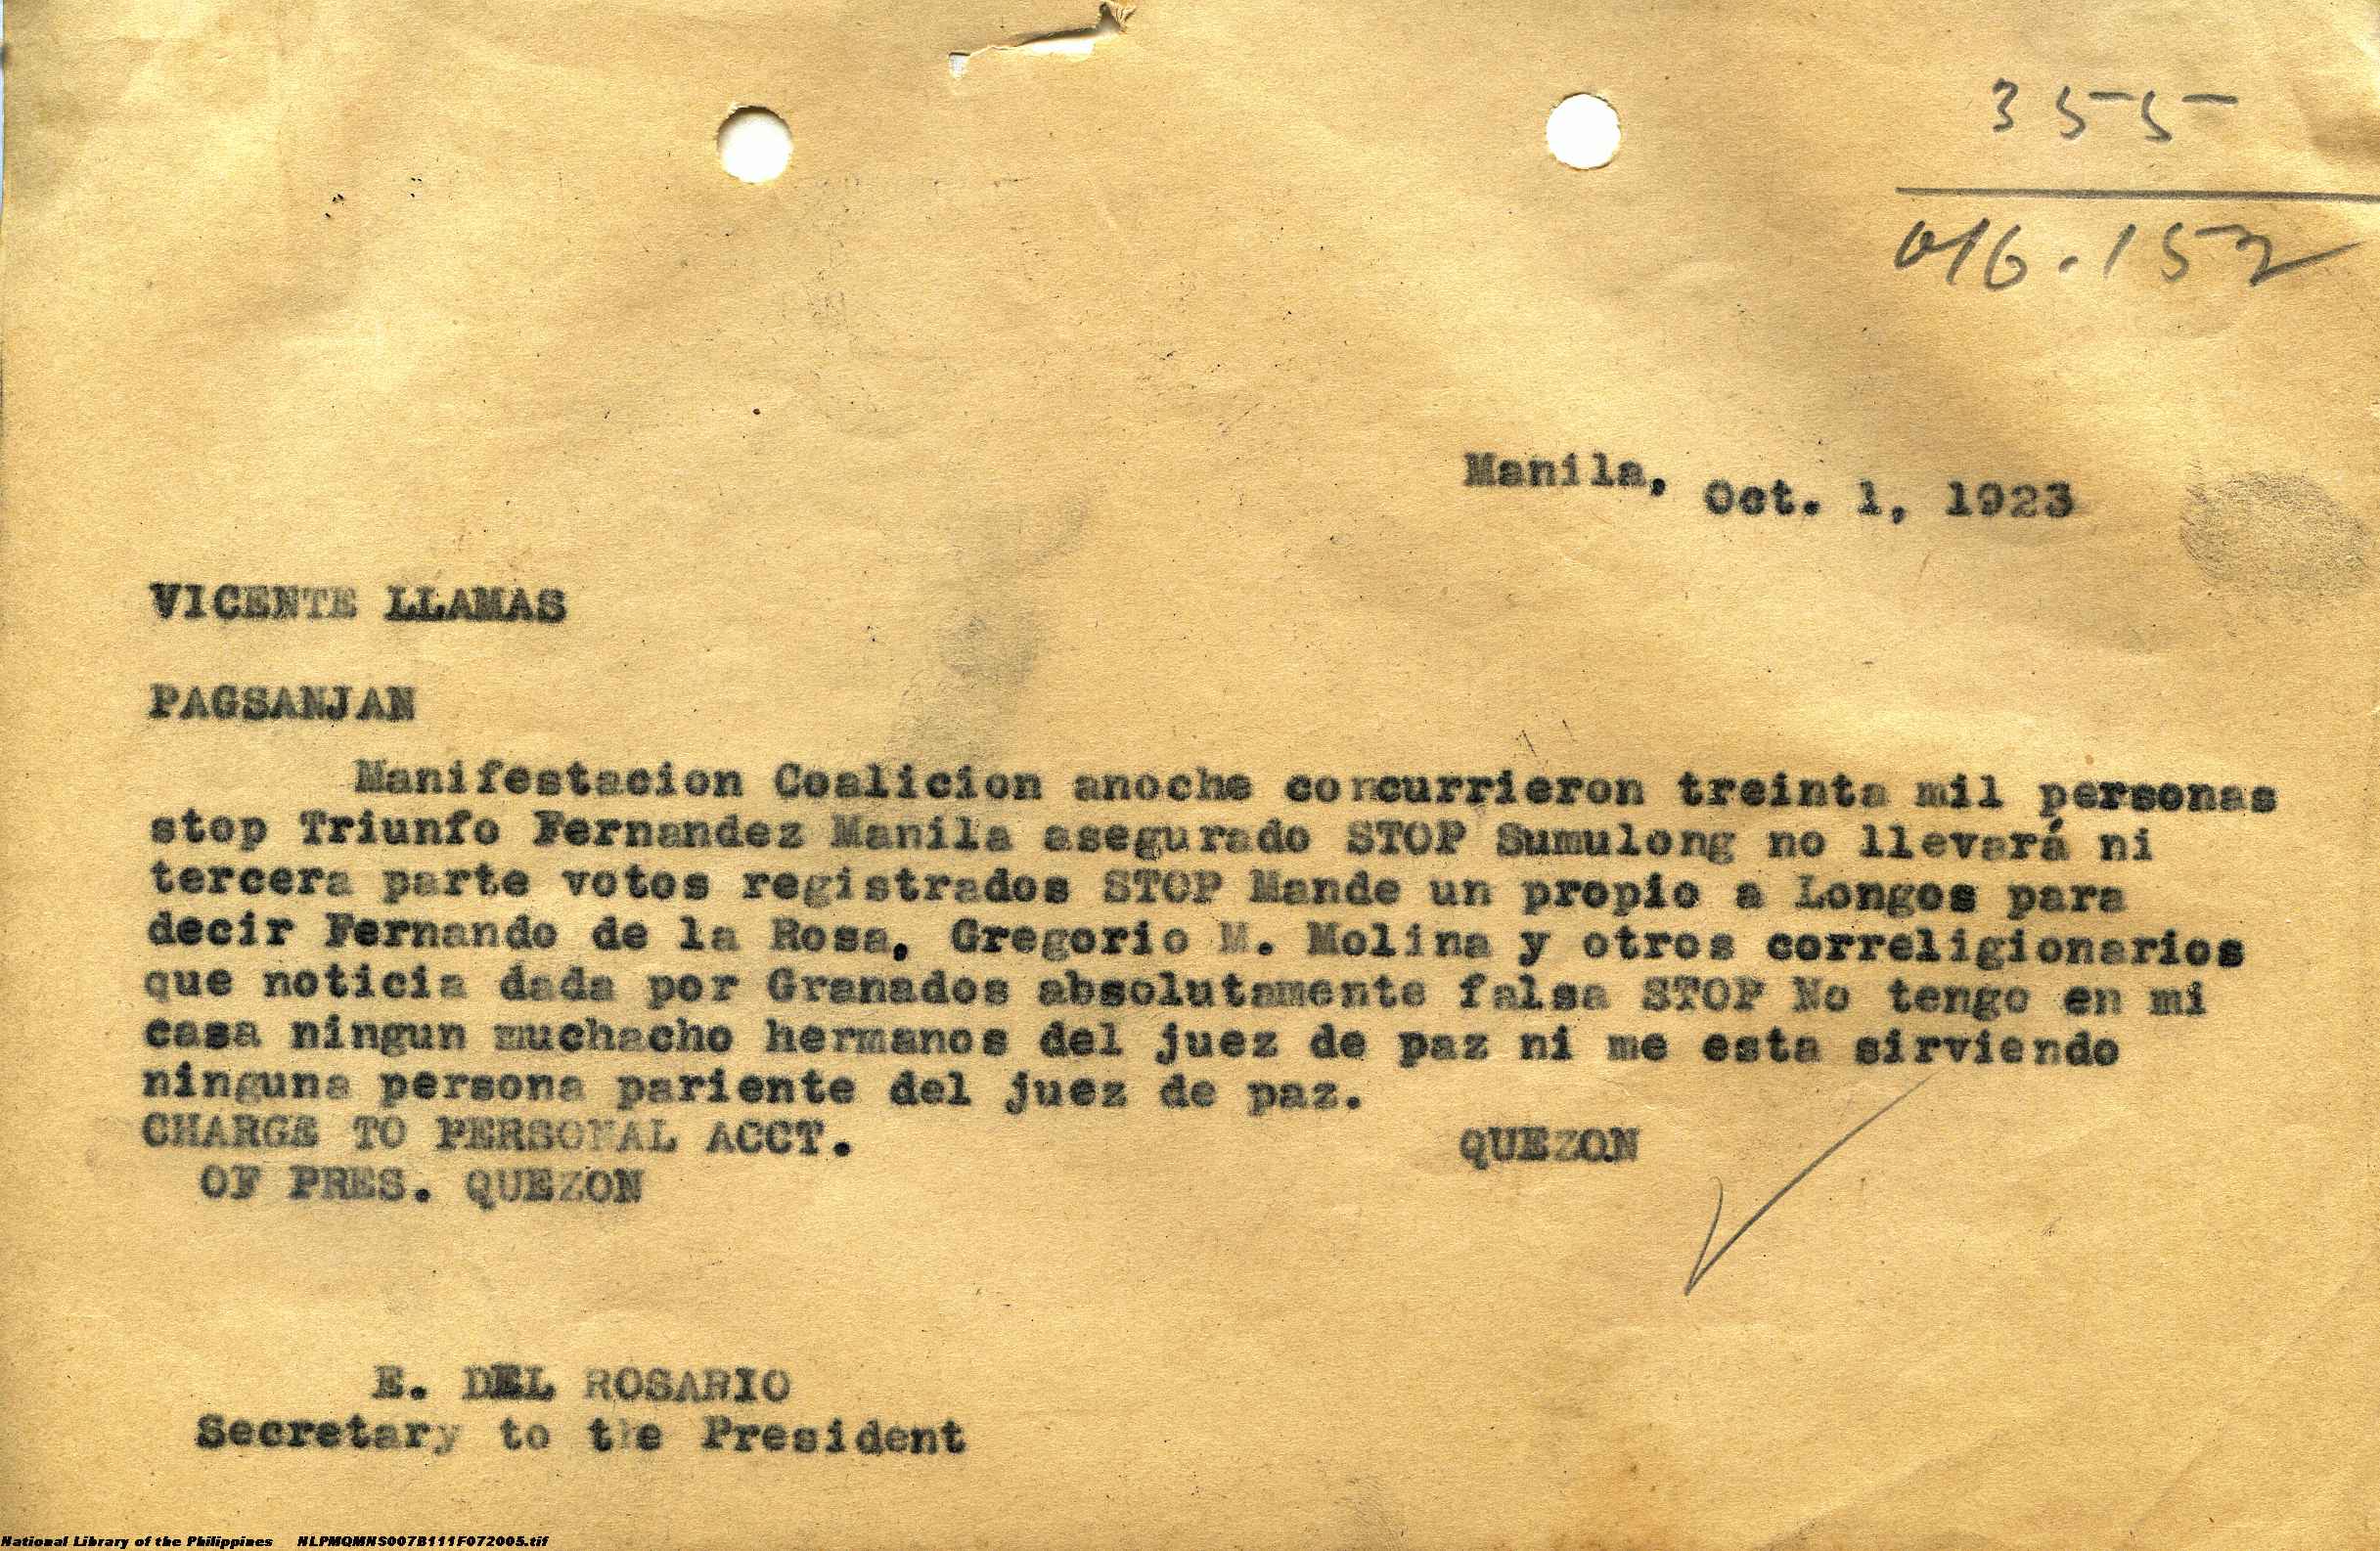 355
016.152
Manila, Oct. 1, 1923
VICENTE LLAMAS
PAGSANJAN
Manifestacion Coalicion anoche concurrieron treinta mil personas
stop Triunfo Fernandez Manila asegurado STOP Sumulong no llevará ni
tercera parte votos registrados STOP Mande un propio a Longos para
decir Fernando de la Rosa, Gregorio M. Molina y otros correligionarios
que noticia dada por Granados absolutamente falsa STOP No tengo en mi
casa ningun muchacho hermanos del juez de paz ni me esta sirviendo
ninguna persona pariente del juez de paz.
CHARGE TO PERSONAL ACCT. QUEZON
OF PRES. QUEZON
E. DEL ROSARIO
Secretary to the President
National Library of the Philippines NLPMQMNS007B111F072005.tif